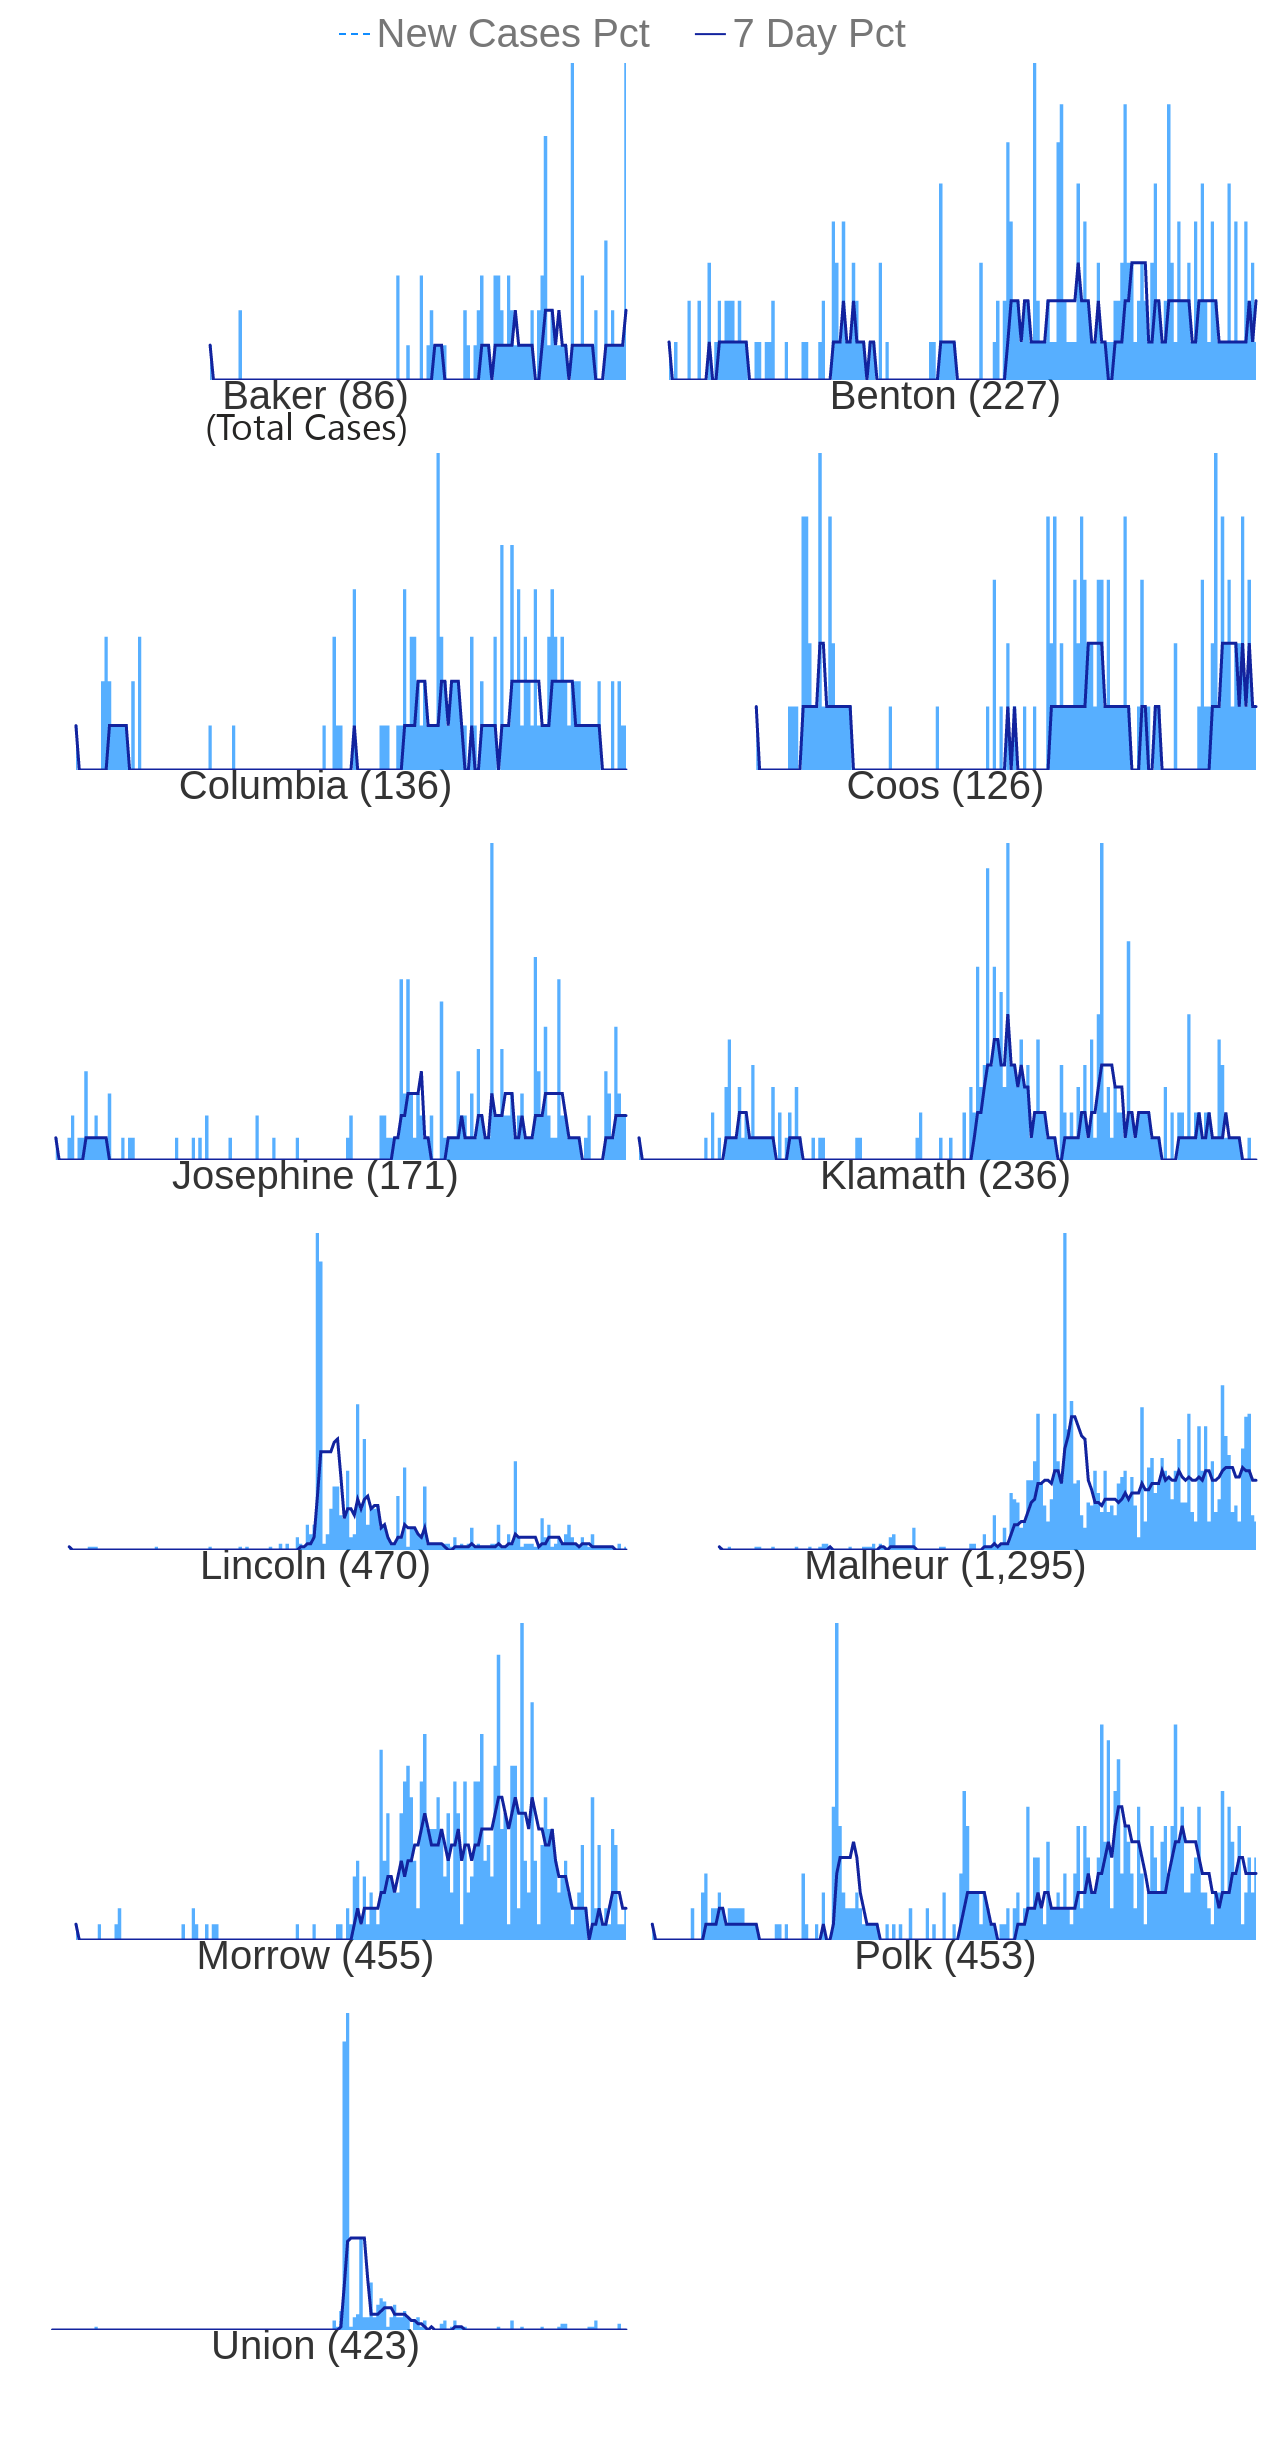 New Cases Pct 7 Day Pct
Baker (86) Benton (227)
(Total Cases)
Columbia (136) Coos (126)
Josephine (171) Klamath (236)
Lincoln (470) Malheur (1,295)
Morrow (455) Polk (453)
Union (423)